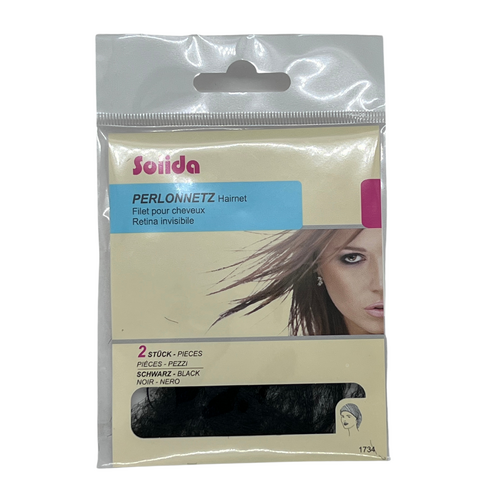 Solida
PERLONNETZ Hairnet
Filet pour cheveux
Retina invisibile
2 STÜCK - PIECES
PIÈCES - PEZZI
SCHWARZ - BLACK
NOIR - NERO
1734